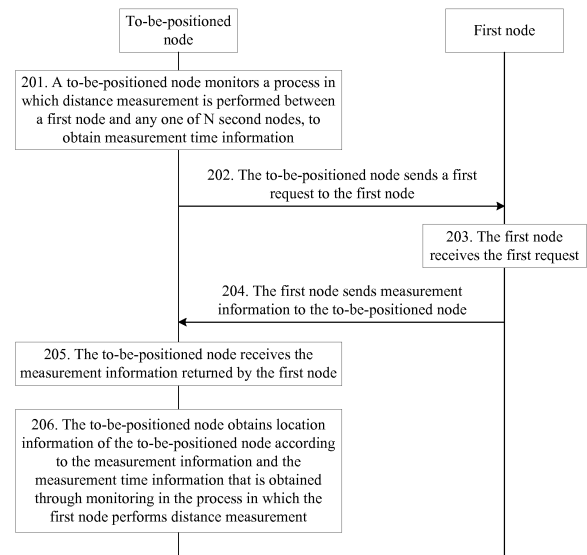 To-be-positioned
node
First node
201. A to-be-positioned node monitors a process in
which distance measurement is performed between
a first node and any one of N second nodes, to
obtain measurement time information
202. The to-be-positioned node sends a first
request to the first node
203. The first node
receives the first request
204. The first node sends measurement
information to the to-be-positioned node
205. The to-be-positioned node receives the
measurement information returned by the first node
206. The to-be-positioned node obtains location
information of the to-be-positioned node according
to the measurement information and the
measurement time information that is obtained
through monitoring in the process in which the
first node performs distance measurement